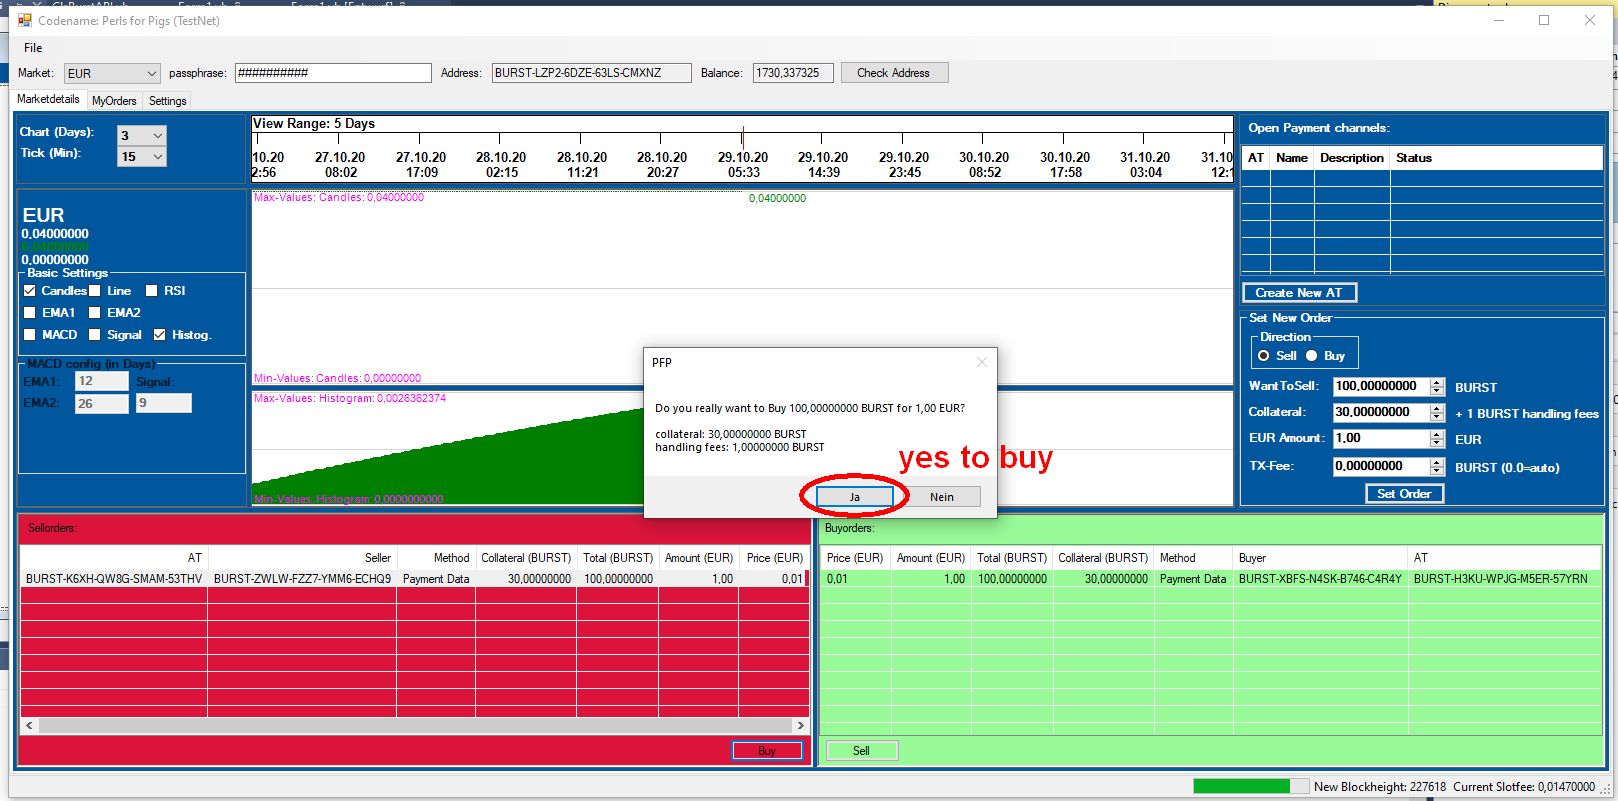 Codename: Perls for Pigs (TestNet)
File
Market: EUR passphrase: ########## Address: BURST-LZP2-6DZE-63LS-CMXNZ Balance: 1730,337325 Check Address
Marketdetails MyOrders Settings
Chart (Days): 3
Tick (Min): 15
View Range: 5 Days
10.20 27.10.20 27.10.20 28.10.20 28.10.20 28.10.20 29.10.20 29.10.20 29.10.20 30.10.20 30.10.20 31.10.20 31.10
2:56 08:02 17:09 02:15 11:21 20:27 05:33 14:39 23:45 08:52 17:58 03:04 12:1
EUR
0,04000000
0,04000000
0,00000000
Basic Settings
Candles Line RSI
EMA1 EMA2
MACD Signal Histog.
MACD config (in Days)
EMA1: 12 Signal:
EMA2: 26 9
Max-Values: Candles: 0,04000000
0,04000000
Min-Values: Candles: 0,00000000
Max-Values: Histogram: 0,0026362374
Min-Values: Histogram: 0,0000000000
Open Payment channels:
AT Name Description Status
Create New AT
Set New Order
Direction
Sell Buy
WantToSell: 100,00000000 BURST
Collateral: 30,00000000 + 1 BURST handling fees
EUR Amount: 1,00 EUR
TX-Fee: 0,00000000 BURST (0.0=auto)
Set Order
PFP
Do you really want to Buy 100,00000000 BURST for 1,00 EUR?
collateral: 30,00000000 BURST
handling fees: 1,00000000 BURST
yes to buy
Ja Nein
Sellorders:
AT Seller Method Collateral (BURST) Total (BURST) Amount (EUR) Price (EUR)
BURST-K6XH-QW8G-SMAM-53THV BURST-ZWLW-FZZ7-YMM6-ECHQ9 Payment Data 30,00000000 100,00000000 1,00 0,01
Buy
Buyorders:
Price (EUR) Amount (EUR) Total (BURST) Collateral (BURST) Method Buyer AT
0,01 1,00 100,00000000 30,00000000 Payment Data BURST-XBFS-N4SK-B746-C4R4Y BURST-H3KU-WPJG-M5ER-57YRN
Sell
New Blockheight: 227618 Current Slotfee: 0,01470000